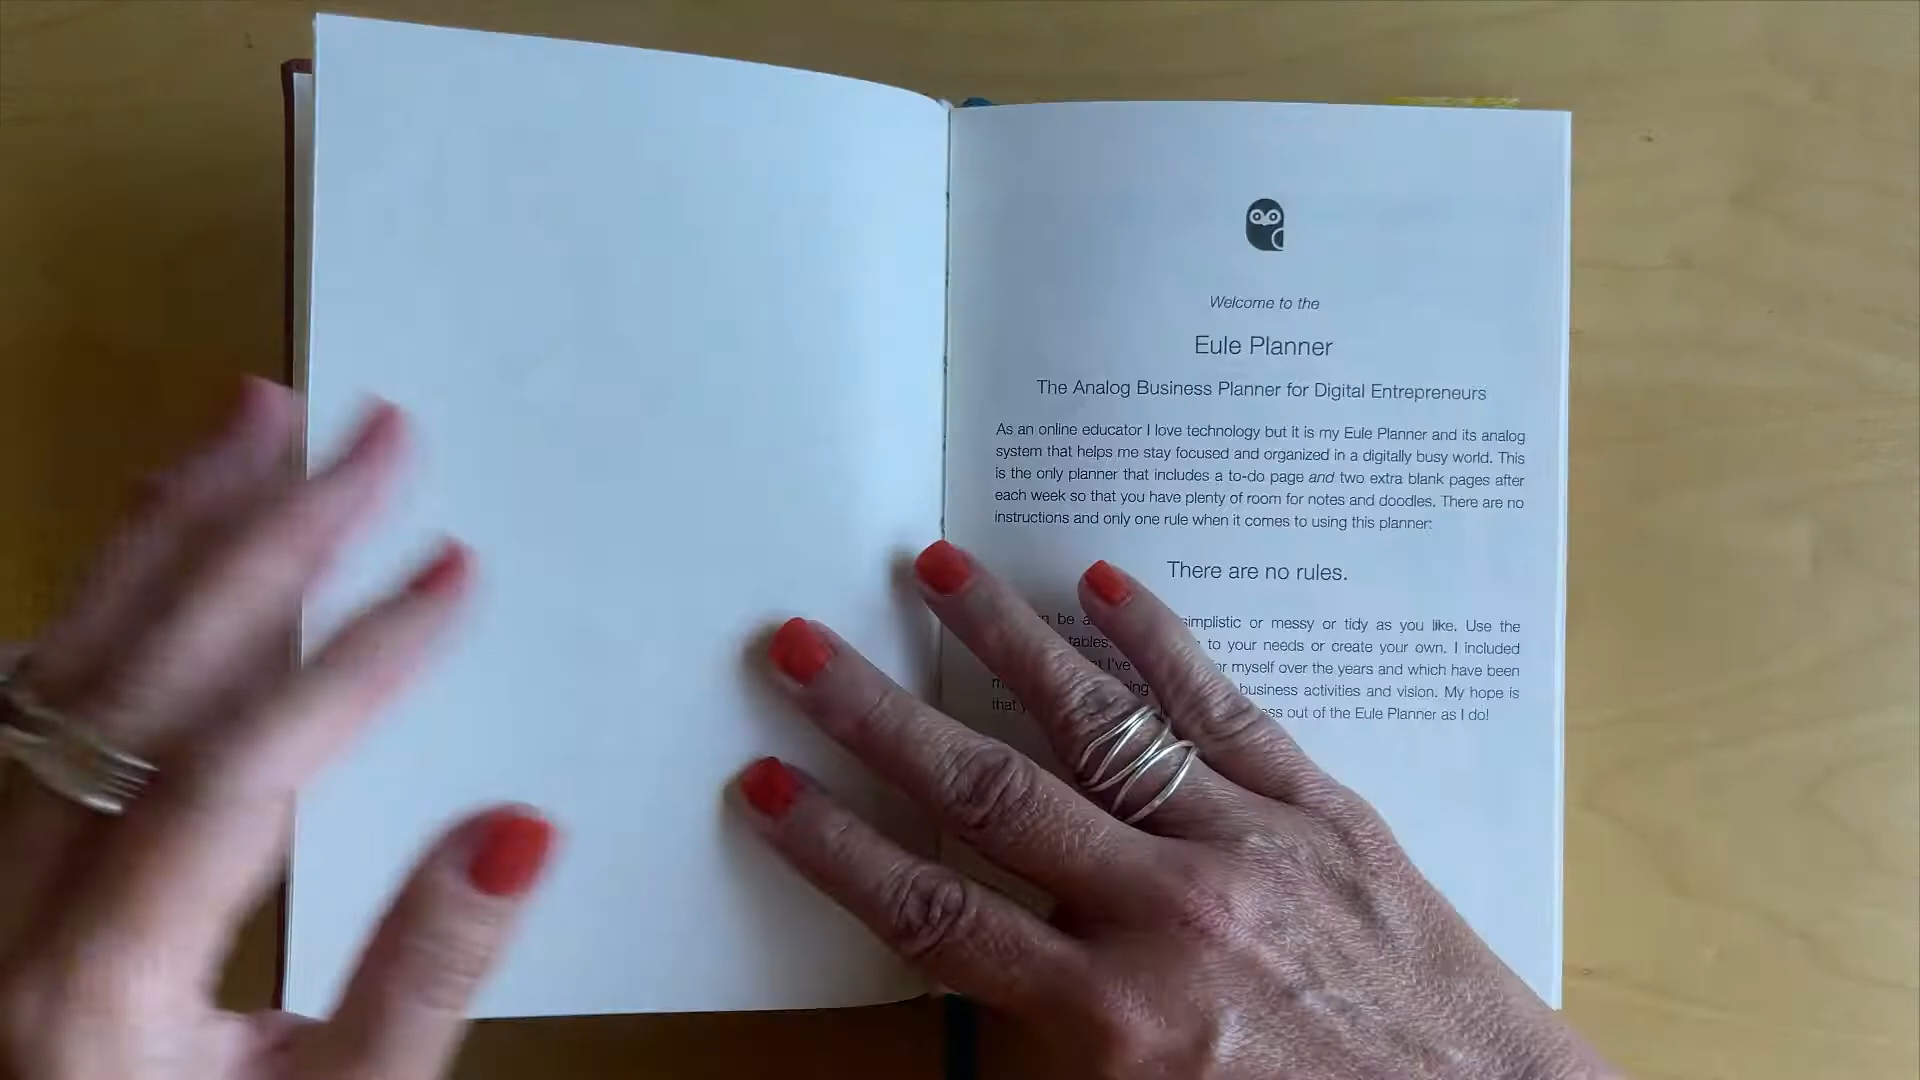 Welcome to the
Eule Planner
The Analog Business Planner for Digital Entrepreneurs
As an online educator I love technology but it is my Eule Planner and its analog
system that helps me stay focused and organized in a digitally busy world. This
is the only planner that includes a to-do page and two extra blank pages after
each week so that you have plenty of room for notes and doodles. There are no
instructions and only one rule when it comes to using this planner:
There are no rules.
be simplistic or messy or tidy as you like. Use the
tables. to your needs or create your own. I included
I've myself over the years and which have been
business activities and vision. My hope is
out of the Eule Planner as I do!